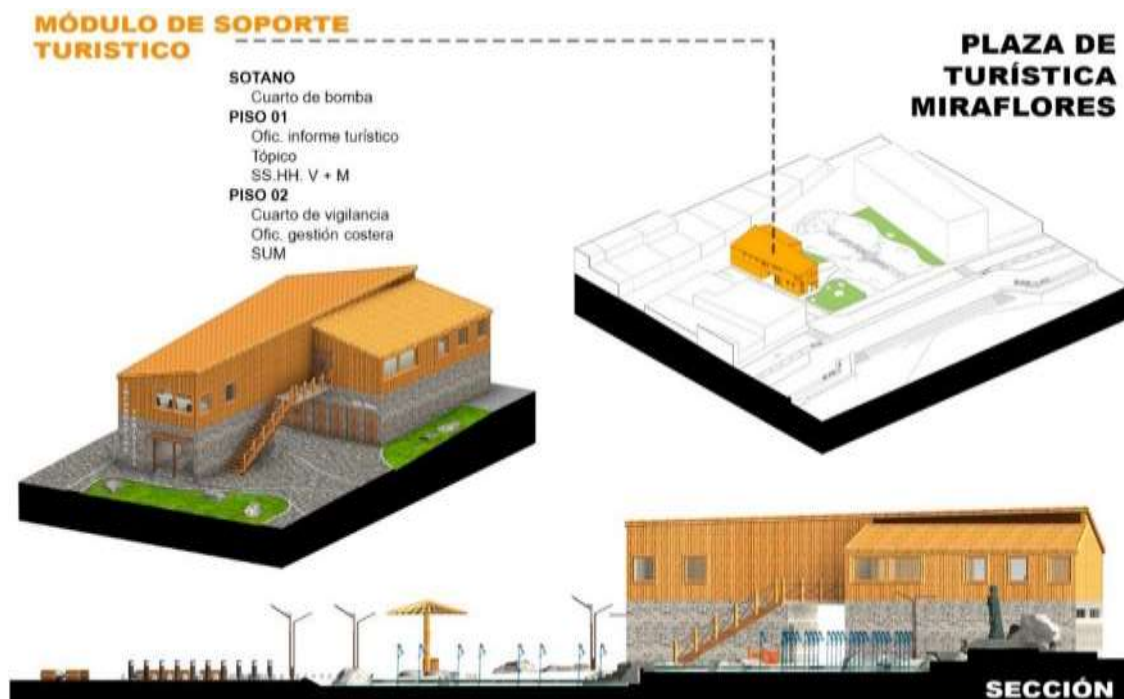 MÓDULO DE SOPORTE
TURISTICO
PLAZA DE
TURÍSTICA
MIRAFLORES
SOTANO
Cuarto de bomba
PISO 01
Ofic. informe turístico
Tópico
SS.HH. V + M
PISO 02
Cuarto de vigilancia
Ofic. gestión costera
SUM
SECCIÓN